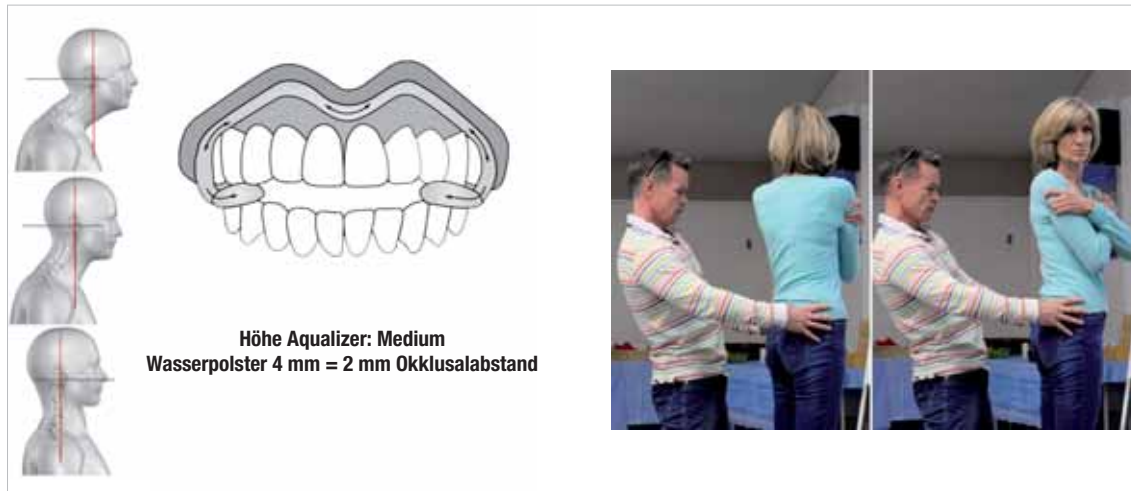 Höhe Aqualizer: Medium
Wasserpolster 4 mm = 2 mm Okklusalabstand